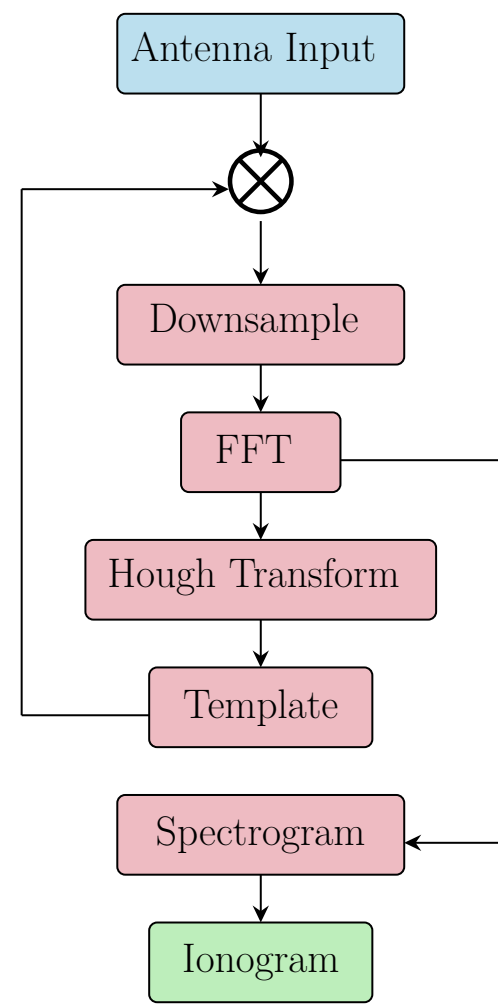 Antenna Input
Downsample
FFT
Hough Transform
Template
Spectrogram
Ionogram